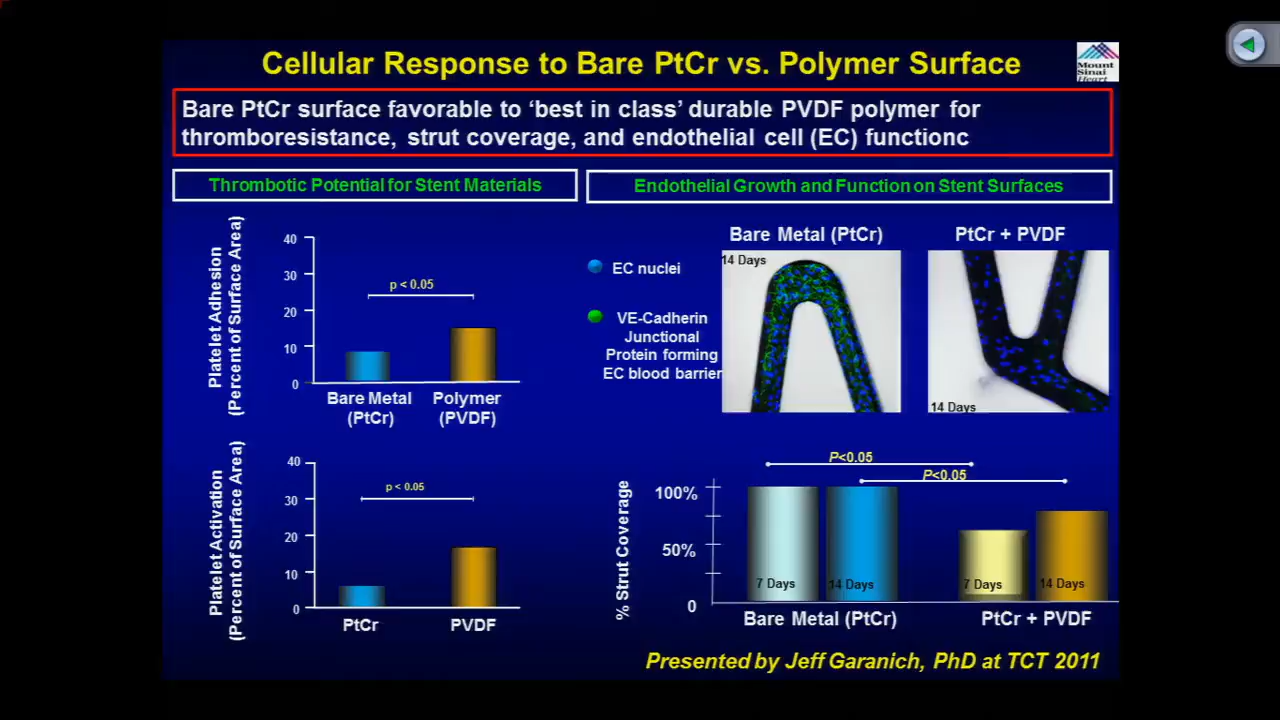 Cellular Response to Bare PtCr vs. Polymer Surface
Mount
Sinai
Heart
Bare PtCr surface favorable to ‘best in class’ durable PVDF polymer for
thromboresistance, strut coverage, and endothelial cell (EC) functionc
Thrombotic Potential for Stent Materials
Platelet Adhesion
(Percent of Surface Area)
40
30
20
10
0
p < 0.05
Bare Metal
(PtCr)
Polymer
(PVDF)
Platelet Activation
(Percent of Surface Area)
40
30
20
10
0
p < 0.05
PtCr
PVDF
Endothelial Growth and Function on Stent Surfaces
EC nuclei
VE-Cadherin
Junctional
Protein forming
EC blood barrier
Bare Metal (PtCr)
14 Days
PtCr + PVDF
14 Days
% Strut Coverage
100%
50%
0
P<0.05
P<0.05
7 Days
14 Days
7 Days
14 Days
Bare Metal (PtCr)
PtCr + PVDF
Presented by Jeff Garanich, PhD at TCT 2011